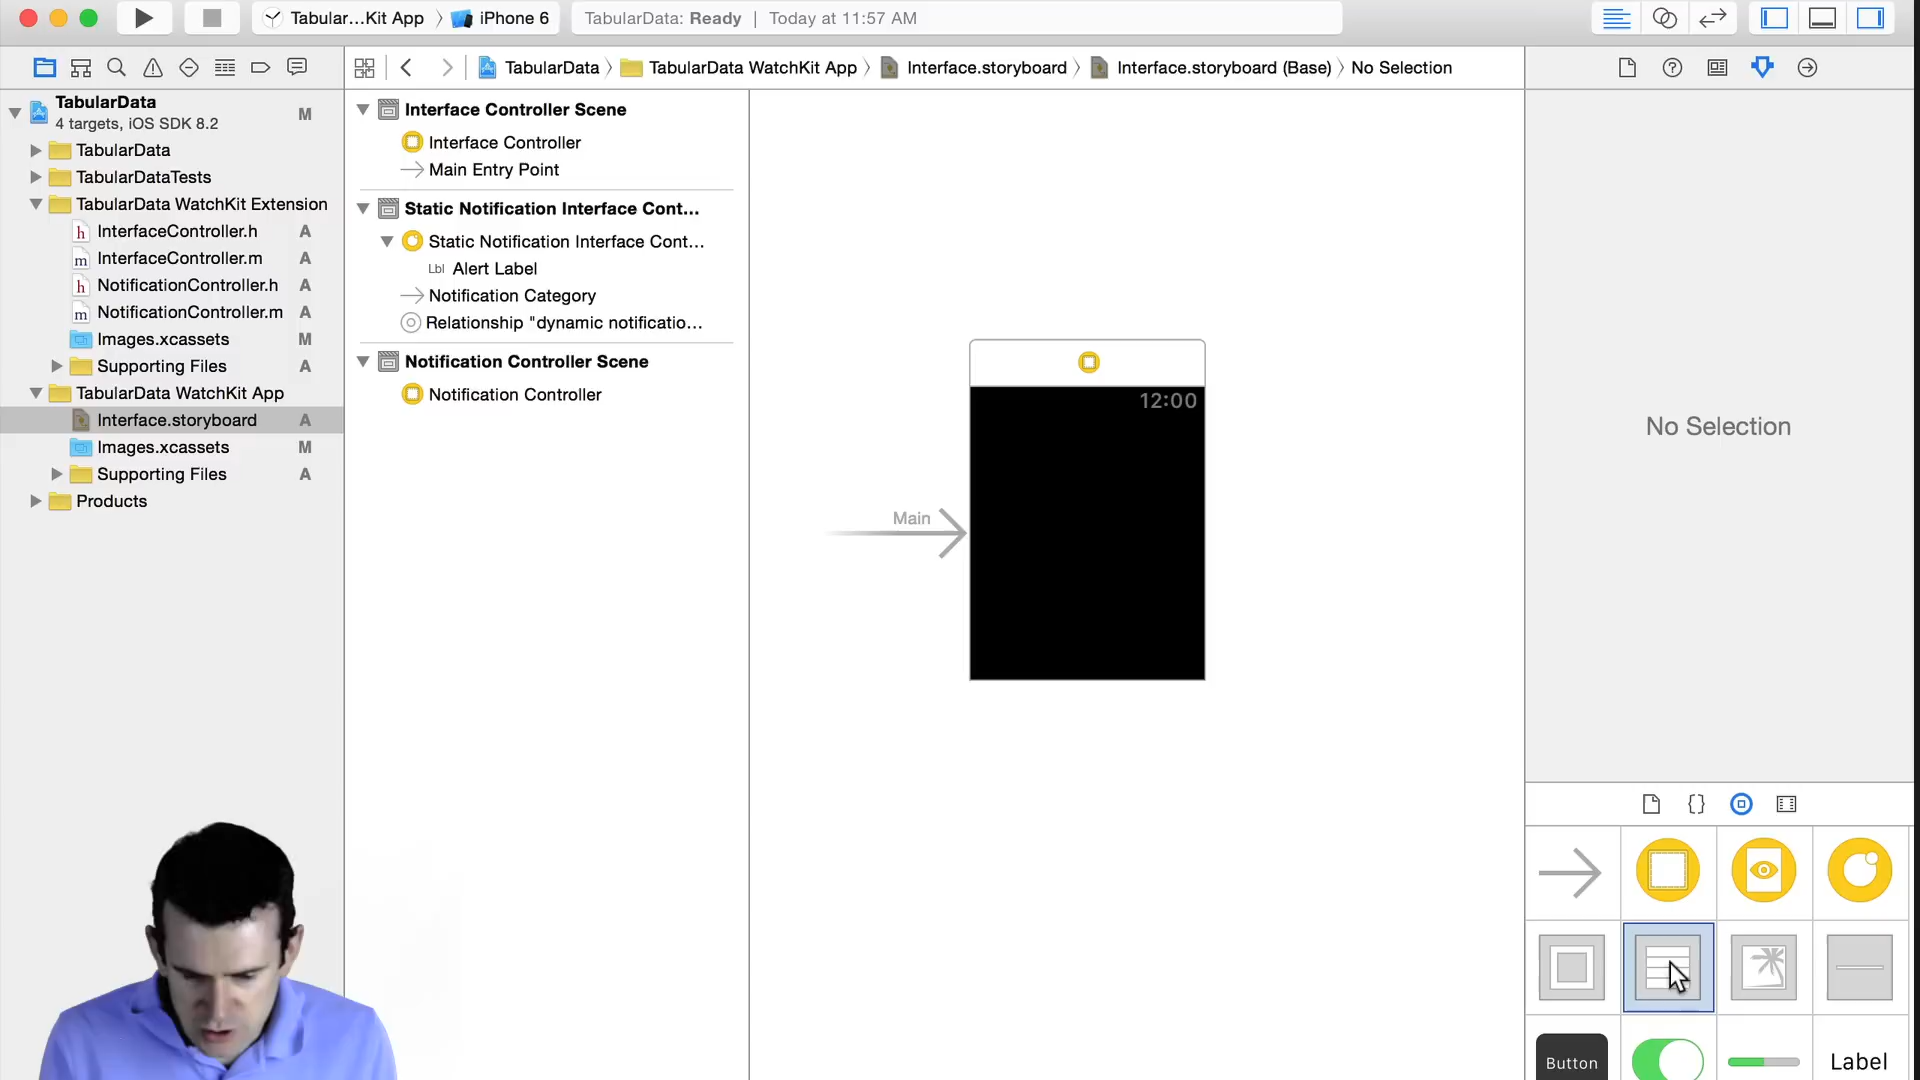 Tabular...Kit App
iPhone 6
TabularData: Ready | Today at 11:57 AM
TabularData
TabularData WatchKit App
Interface.storyboard
Interface.storyboard (Base)
No Selection
TabularData
4 targets, iOS SDK 8.2
M
TabularData
TabularDataTests
TabularData WatchKit Extension
h InterfaceController.h A
m InterfaceController.m A
h NotificationController.h A
m NotificationController.m A
Images.xcassets M
Supporting Files A
TabularData WatchKit App
Interface.storyboard A
Images.xcassets M
Supporting Files A
Products
Interface Controller Scene
Interface Controller
Main Entry Point
Static Notification Interface Cont...
Static Notification Interface Cont...
Lbl Alert Label
Notification Category
Relationship "dynamic notificatio...
Notification Controller Scene
Notification Controller
12:00
Main
No Selection
{}
Button
Label